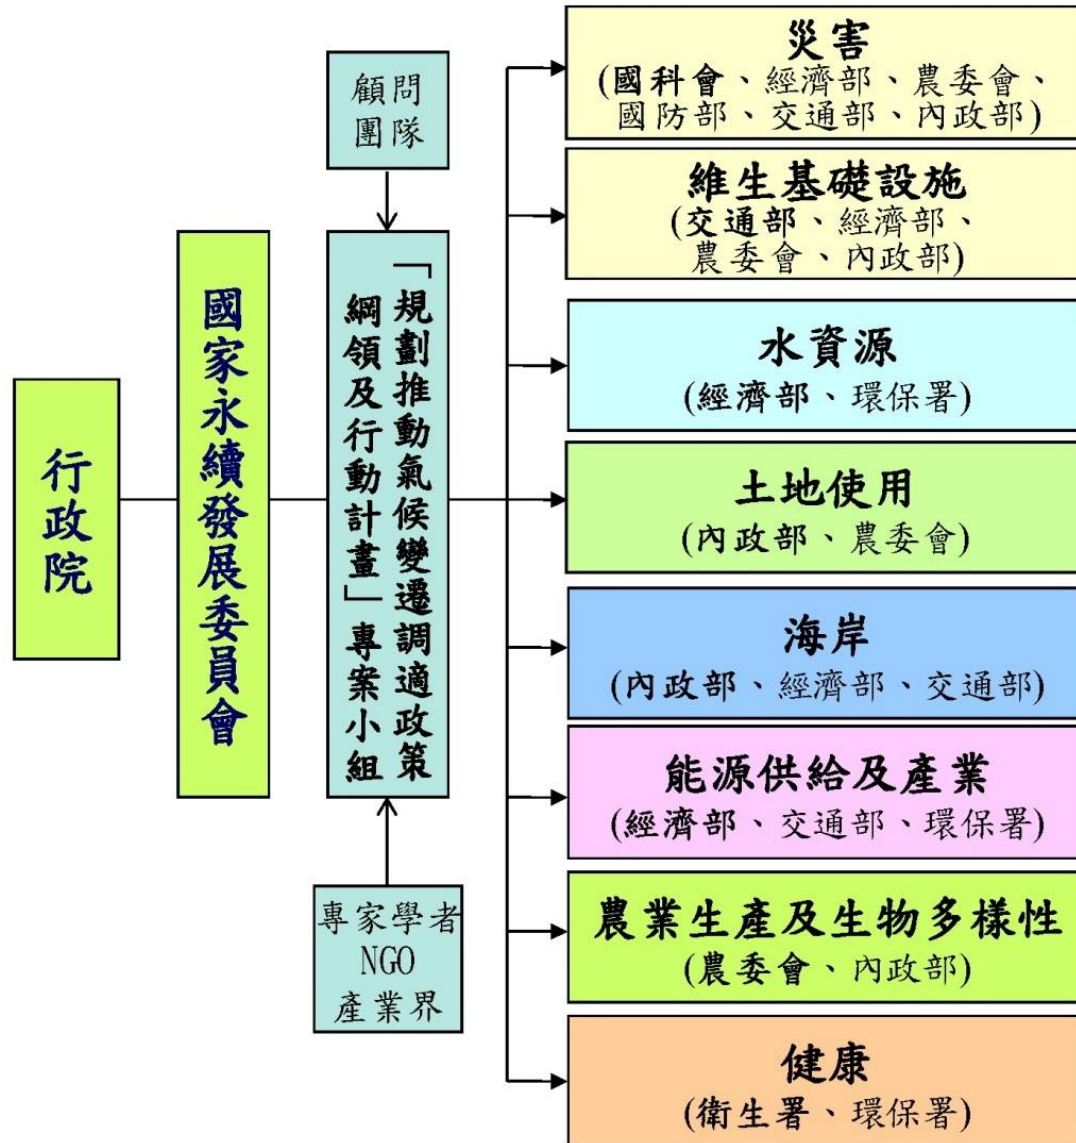 行政院
國家永續發展委員會
顧問
團隊
「規劃推動氣候變遷調適政策
綱領及行動計畫」專案小組
專家學者
NGO
產業界
災害
(國科會、經濟部、農委會、
國防部、交通部、內政部)
維生基礎設施
(交通部、經濟部、
農委會、內政部)
水資源
(經濟部、環保署)
土地使用
(內政部、農委會)
海岸
(內政部、經濟部、交通部)
能源供給及產業
(經濟部、交通部、環保署)
農業生產及生物多樣性
(農委會、內政部)
健康
(衛生署、環保署)